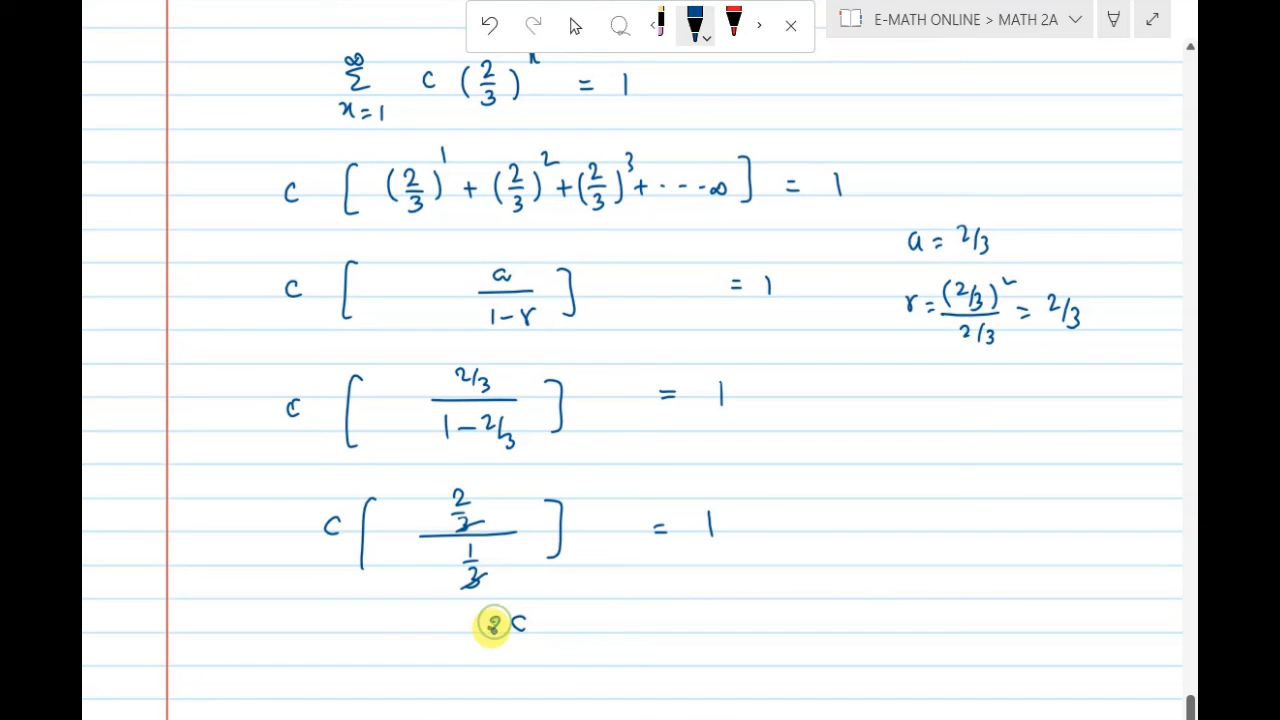 E-MATH ONLINE > MATH 2A
∞
Σ c (2/3)^x = 1
x=1
c [ (2/3)^1 + (2/3)^2 + (2/3)^3 + ---∞ ] = 1
a = 2/3
c [ a/(1-r) ] = 1
r = (2/3)^2 / 2/3 = 2/3
c [ 2/3 / 1 - 2/3 ] = 1
c [ 2/3 / 1/3 ] = 1
c